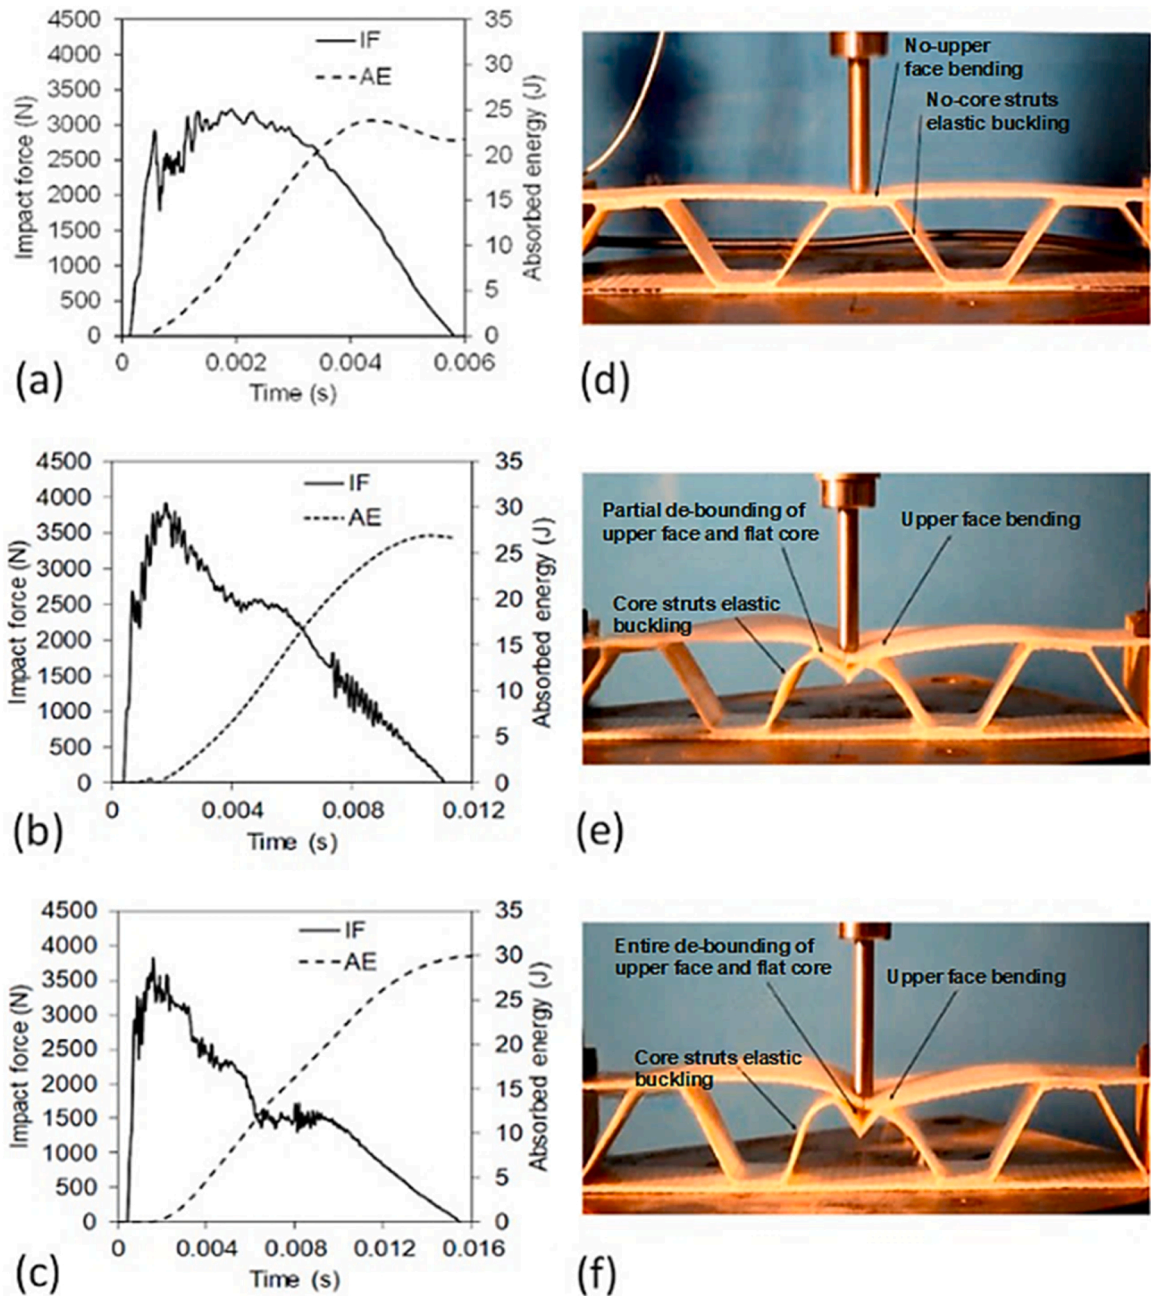 4500
4000
3500
3000
2500
2000
1500
1000
500
0
Impact force (N)
IF
AE
35
30
25
20
15
10
5
0
Absorbed energy (J)
0 0.002 0.004 0.006
Time (s)
(a)
No-upper
face bending
No-core struts
elastic buckling
(d)
4500
4000
3500
3000
2500
2000
1500
1000
500
0
Impact force (N)
IF
AE
35
30
25
20
15
10
5
0
Absorbed energy (J)
0 0.004 0.008 0.012
Time (s)
(b)
Partial de-bounding of
upper face and flat core
Upper face bending
Core struts elastic
buckling
(e)
4500
4000
3500
3000
2500
2000
1500
1000
500
0
Impact force (N)
IF
AE
35
30
25
20
15
10
5
0
Absorbed energy (J)
0 0.004 0.008 0.012 0.016
Time (s)
(c)
Entire de-bounding of
upper face and flat core
Upper face bending
Core struts elastic
buckling
(f)